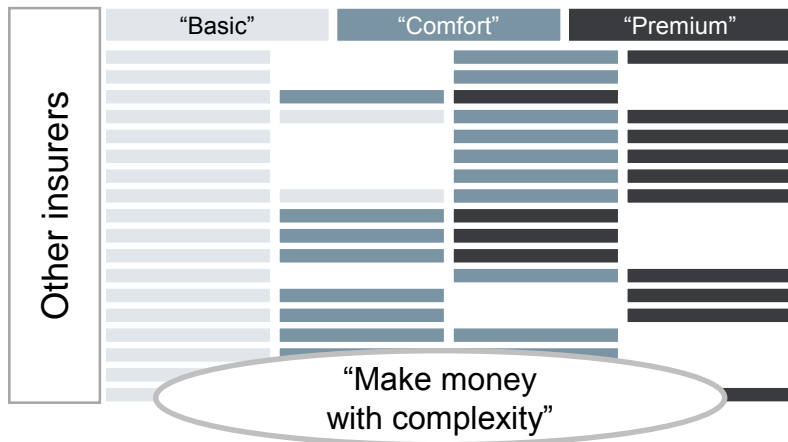 “Basic” “Comfort” “Premium”
Other insurers
“Make money
with complexity”